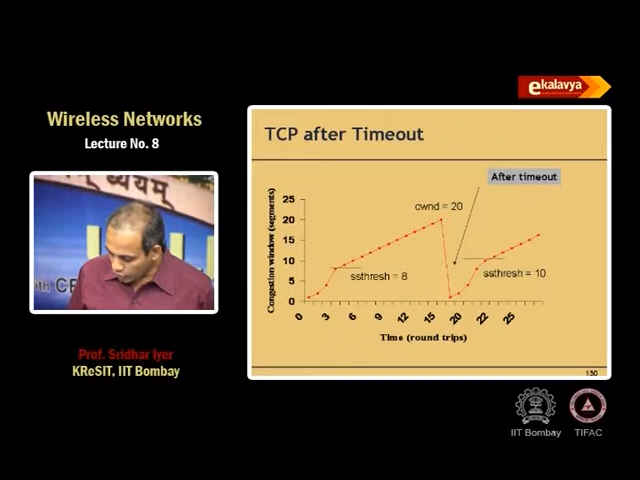 ekalavya
Wireless Networks
Lecture No. 8
Prof. Sridhar Iyer
KReSIT, IIT Bombay
TCP after Timeout
After timeout
cwnd = 20
ssthresh = 8
ssthresh = 10
Congestion window (segments)
25
20
15
10
5
0
0
3
6
9
12
15
20
22
25
Time (round trips)
130
IIT Bombay
TIFAC